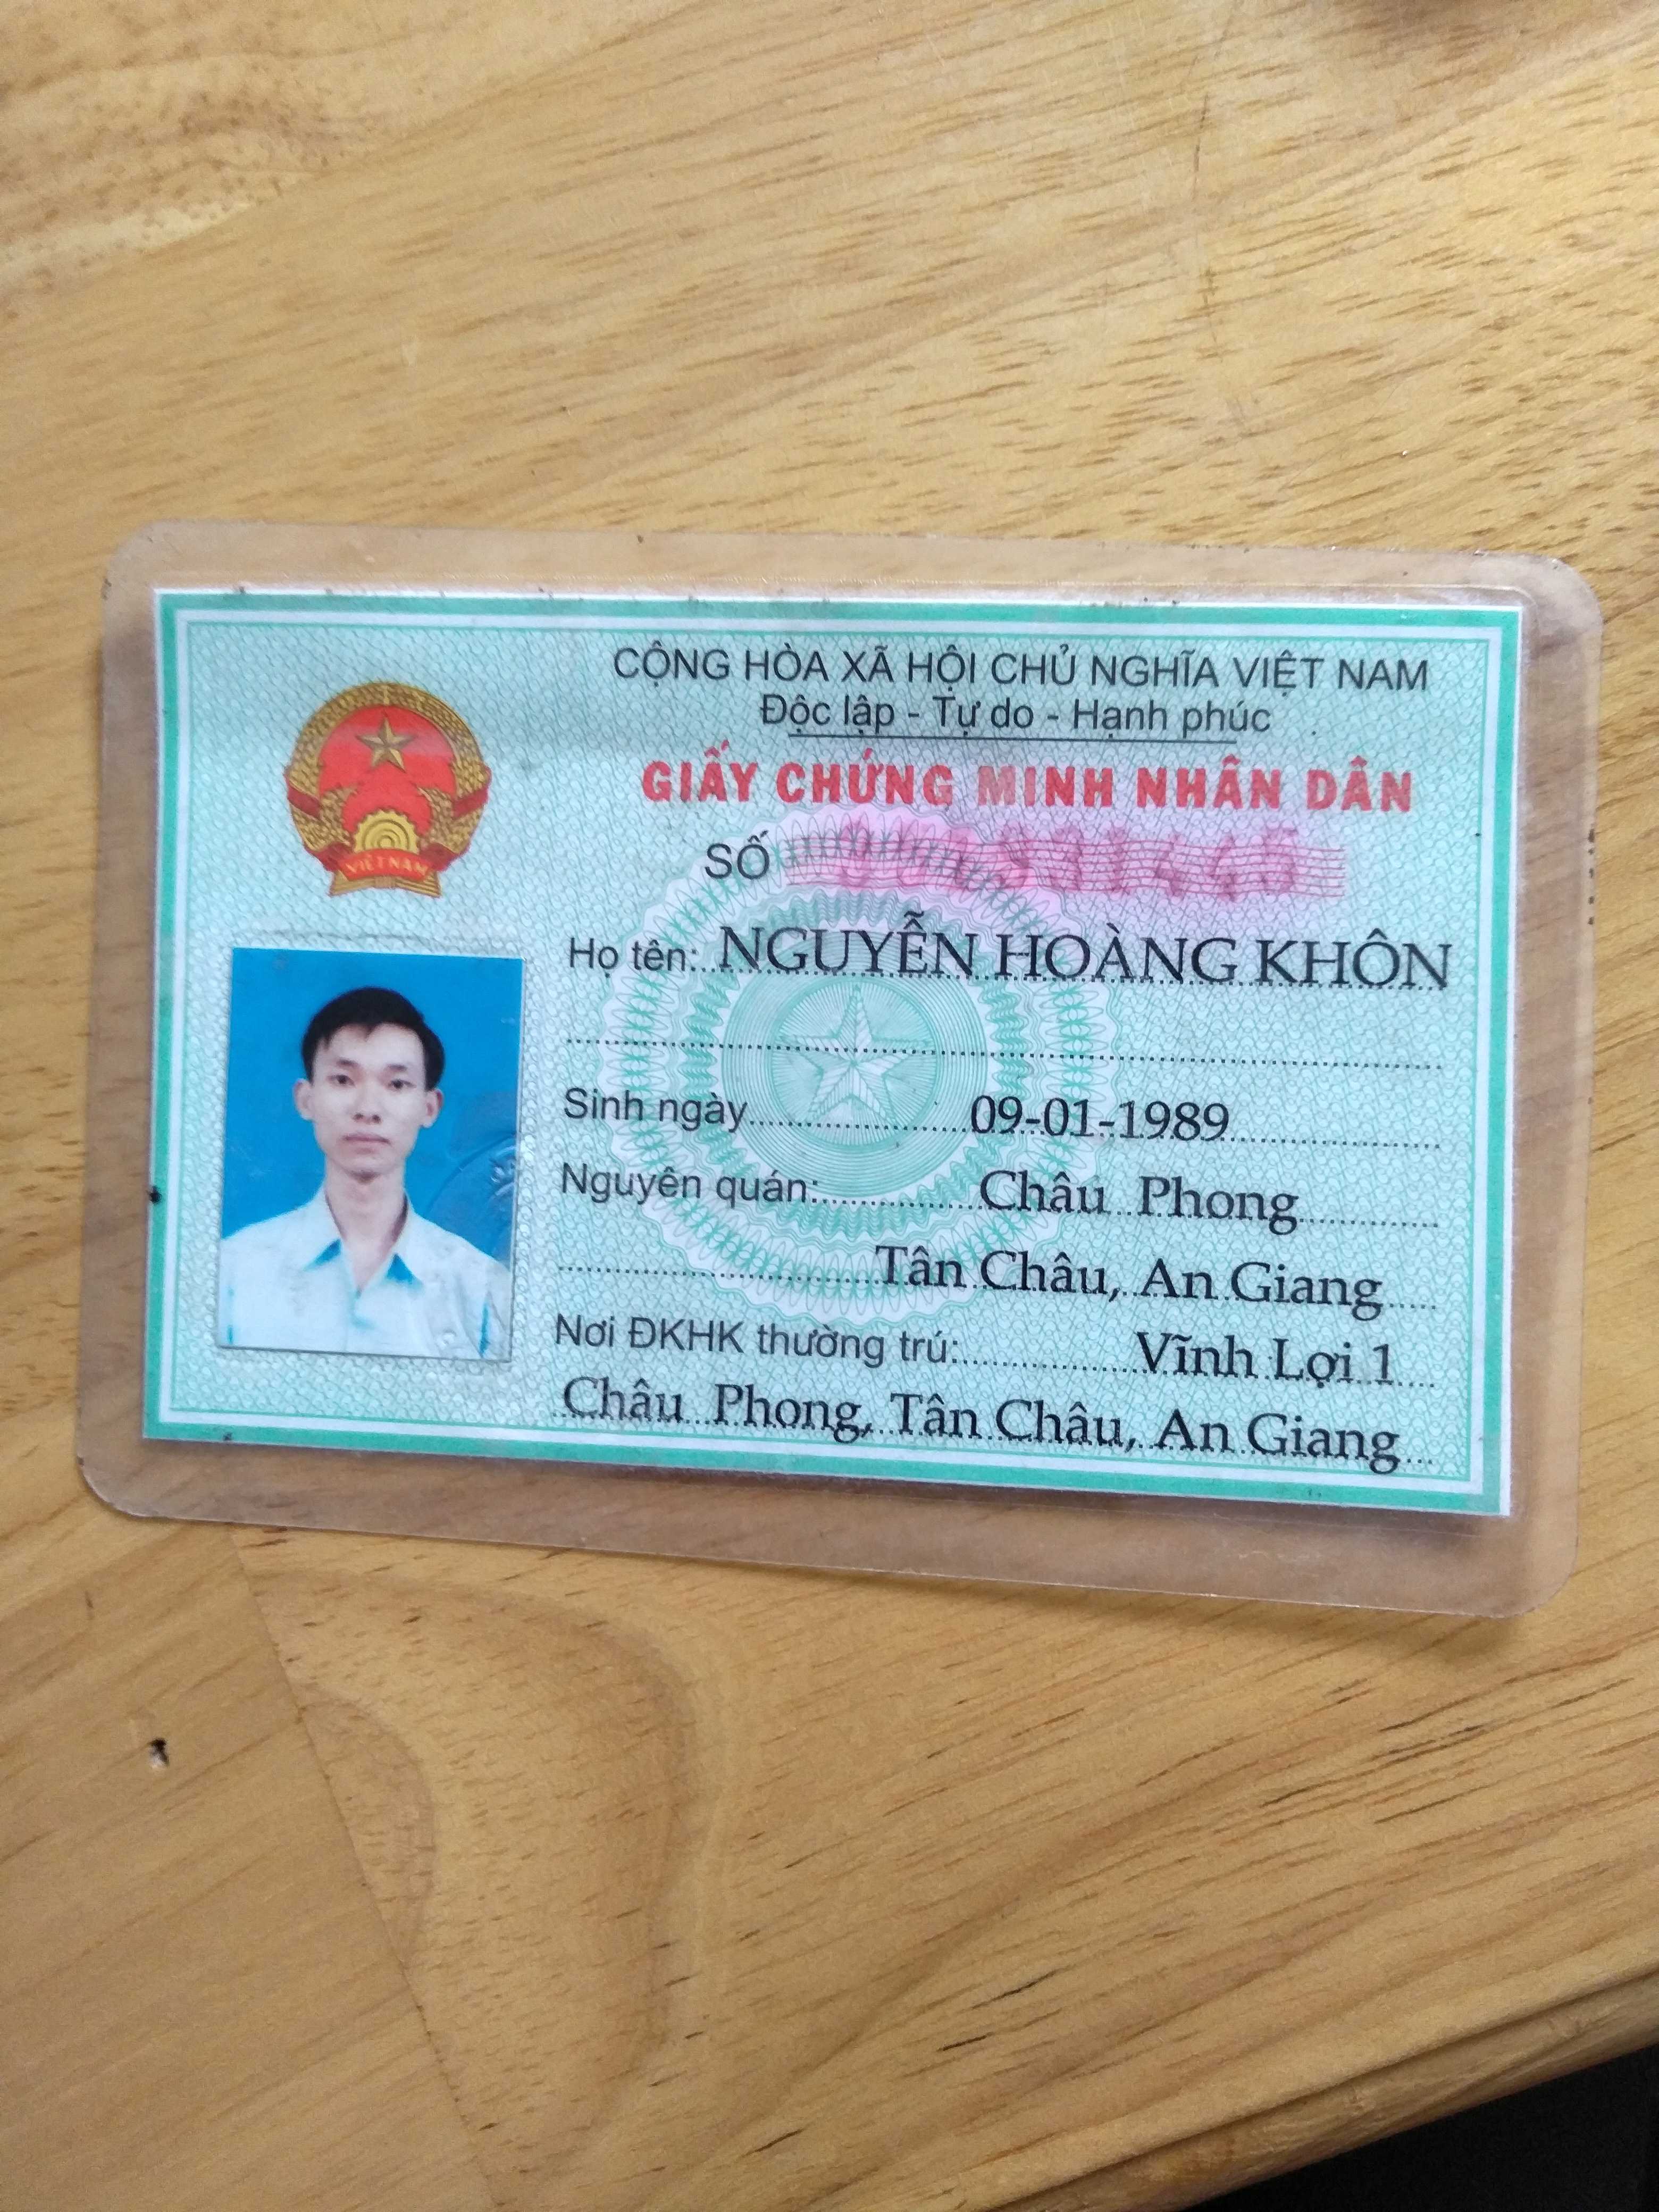 CỘNG HÒA XÃ HỘI CHỦ NGHĨA VIỆT NAM
Độc lập - Tự do - Hạnh phúc
GIẤY CHỨNG MINH NHÂN DÂN
SỐ
VIỆT NAM
Họ tên: NGUYỄN HOÀNG KHÔN
Sinh ngày 09-01-1989
Nguyên quán: Châu Phong
Tân Châu, An Giang
Nơi ĐKHK thường trú: Vĩnh Lợi 1
Châu Phong, Tân Châu, An Giang